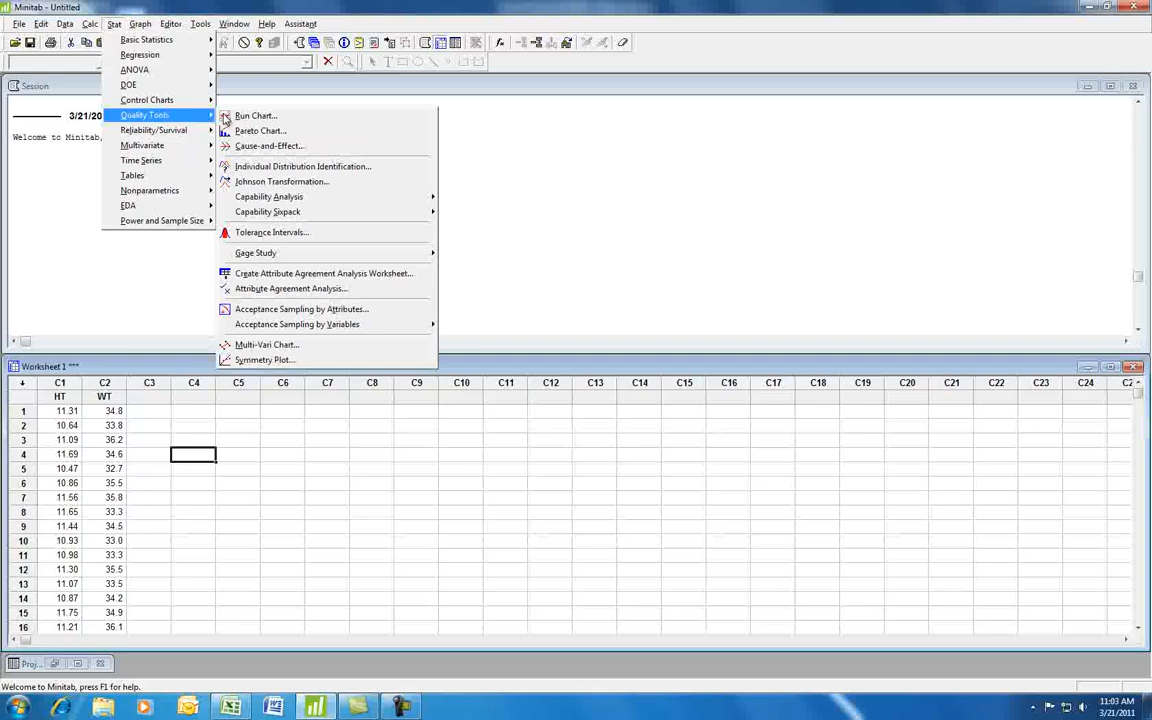 Minitab - Untitled
File Edit Data Calc Stat Graph Editor Tools Window Help Assistant
Basic Statistics
Regression
ANOVA
DOE
Control Charts
Quality Tools
Reliability/Survival
Multivariate
Time Series
Tables
Nonparametrics
EDA
Power and Sample Size
Session
3/21/20
Welcome to Minitab,
Run Chart...
Pareto Chart...
Cause-and-Effect...
Individual Distribution Identification...
Johnson Transformation...
Capability Analysis
Capability Sixpack
Tolerance Intervals...
Gage Study
Create Attribute Agreement Analysis Worksheet...
Attribute Agreement Analysis...
Acceptance Sampling by Attributes...
Acceptance Sampling by Variables
Multi-Vari Chart...
Symmetry Plot...
Worksheet 1 ***
C1 C2 C3 C4 C5 C6 C7 C8 C9 C10 C11 C12 C13 C14 C15 C16 C17 C18 C19 C20 C21 C22 C23 C24
HT WT
1 11.31 34.8
2 10.64 33.8
3 11.09 36.2
4 11.69 34.6
5 10.47 32.7
6 10.86 35.5
7 11.56 35.8
8 11.65 33.3
9 11.44 34.5
10 10.93 33.0
11 10.98 33.3
12 11.30 35.5
13 11.07 33.5
14 10.87 34.2
15 11.75 34.9
16 11.21 36.1
Proj...
Welcome to Minitab, press F1 for help.
11:03 AM
3/21/2011